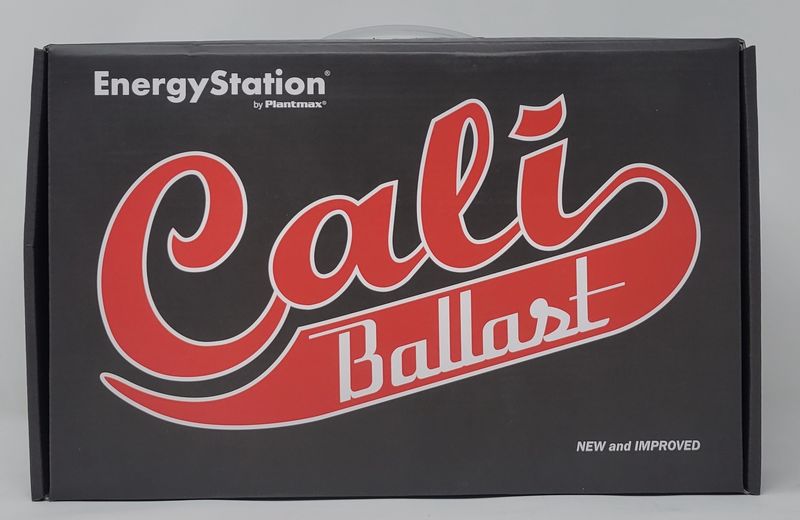 EnergyStation®
by Plantmax®
Cali
Ballast
NEW and IMPROVED